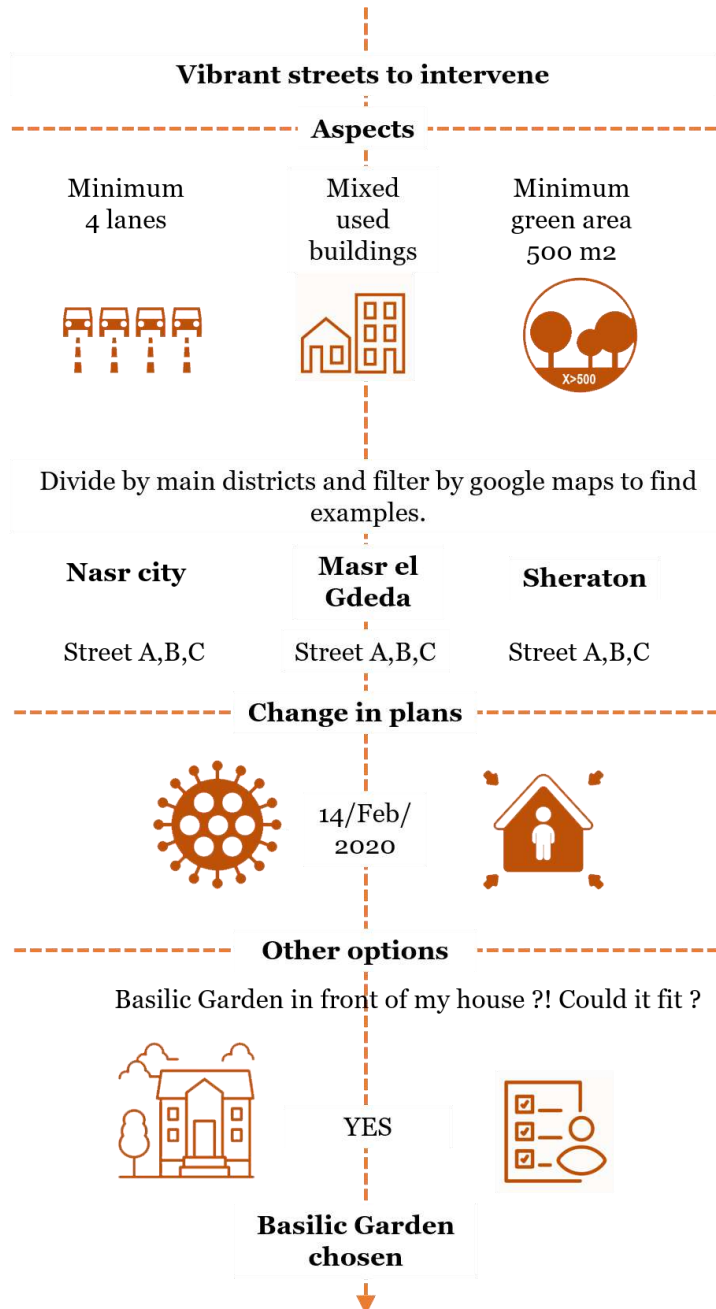 Vibrant streets to intervene
Aspects
Minimum
4 lanes
Mixed
used
buildings
Minimum
green area
500 m2
X>500
Divide by main districts and filter by google maps to find
examples.
Nasr city
Masr el
Gdeda
Sheraton
Street A,B,C
Street A,B,C
Street A,B,C
Change in plans
14/Feb/
2020
Other options
Basilic Garden in front of my house ?! Could it fit ?
YES
Basilic Garden
chosen